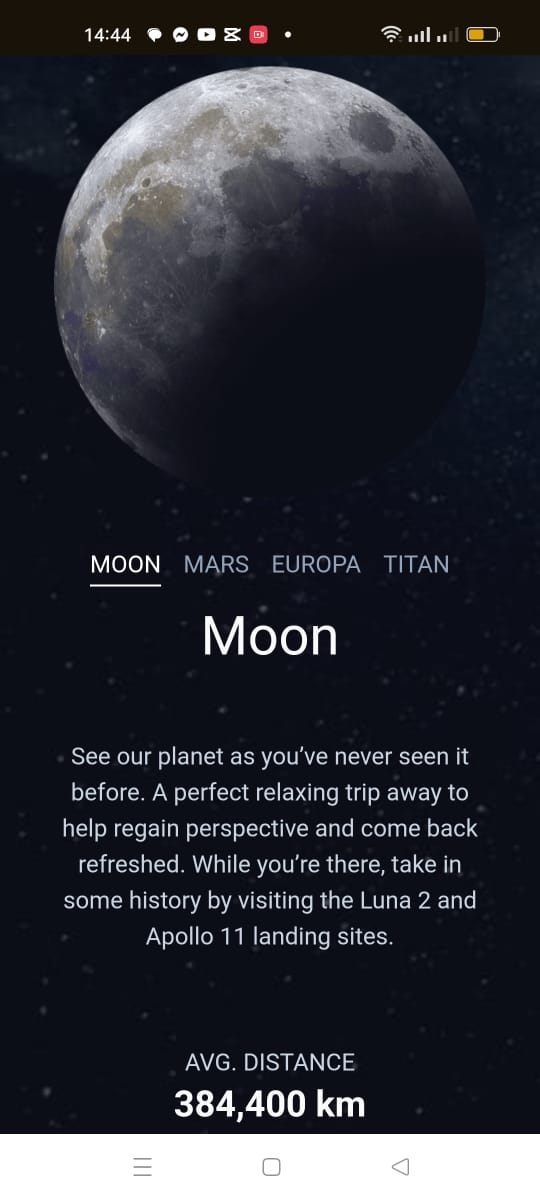 14:44
MOON MARS EUROPA TITAN
Moon
See our planet as you’ve never seen it
before. A perfect relaxing trip away to
help regain perspective and come back
refreshed. While you’re there, take in
some history by visiting the Luna 2 and
Apollo 11 landing sites.
AVG. DISTANCE
384,400 km